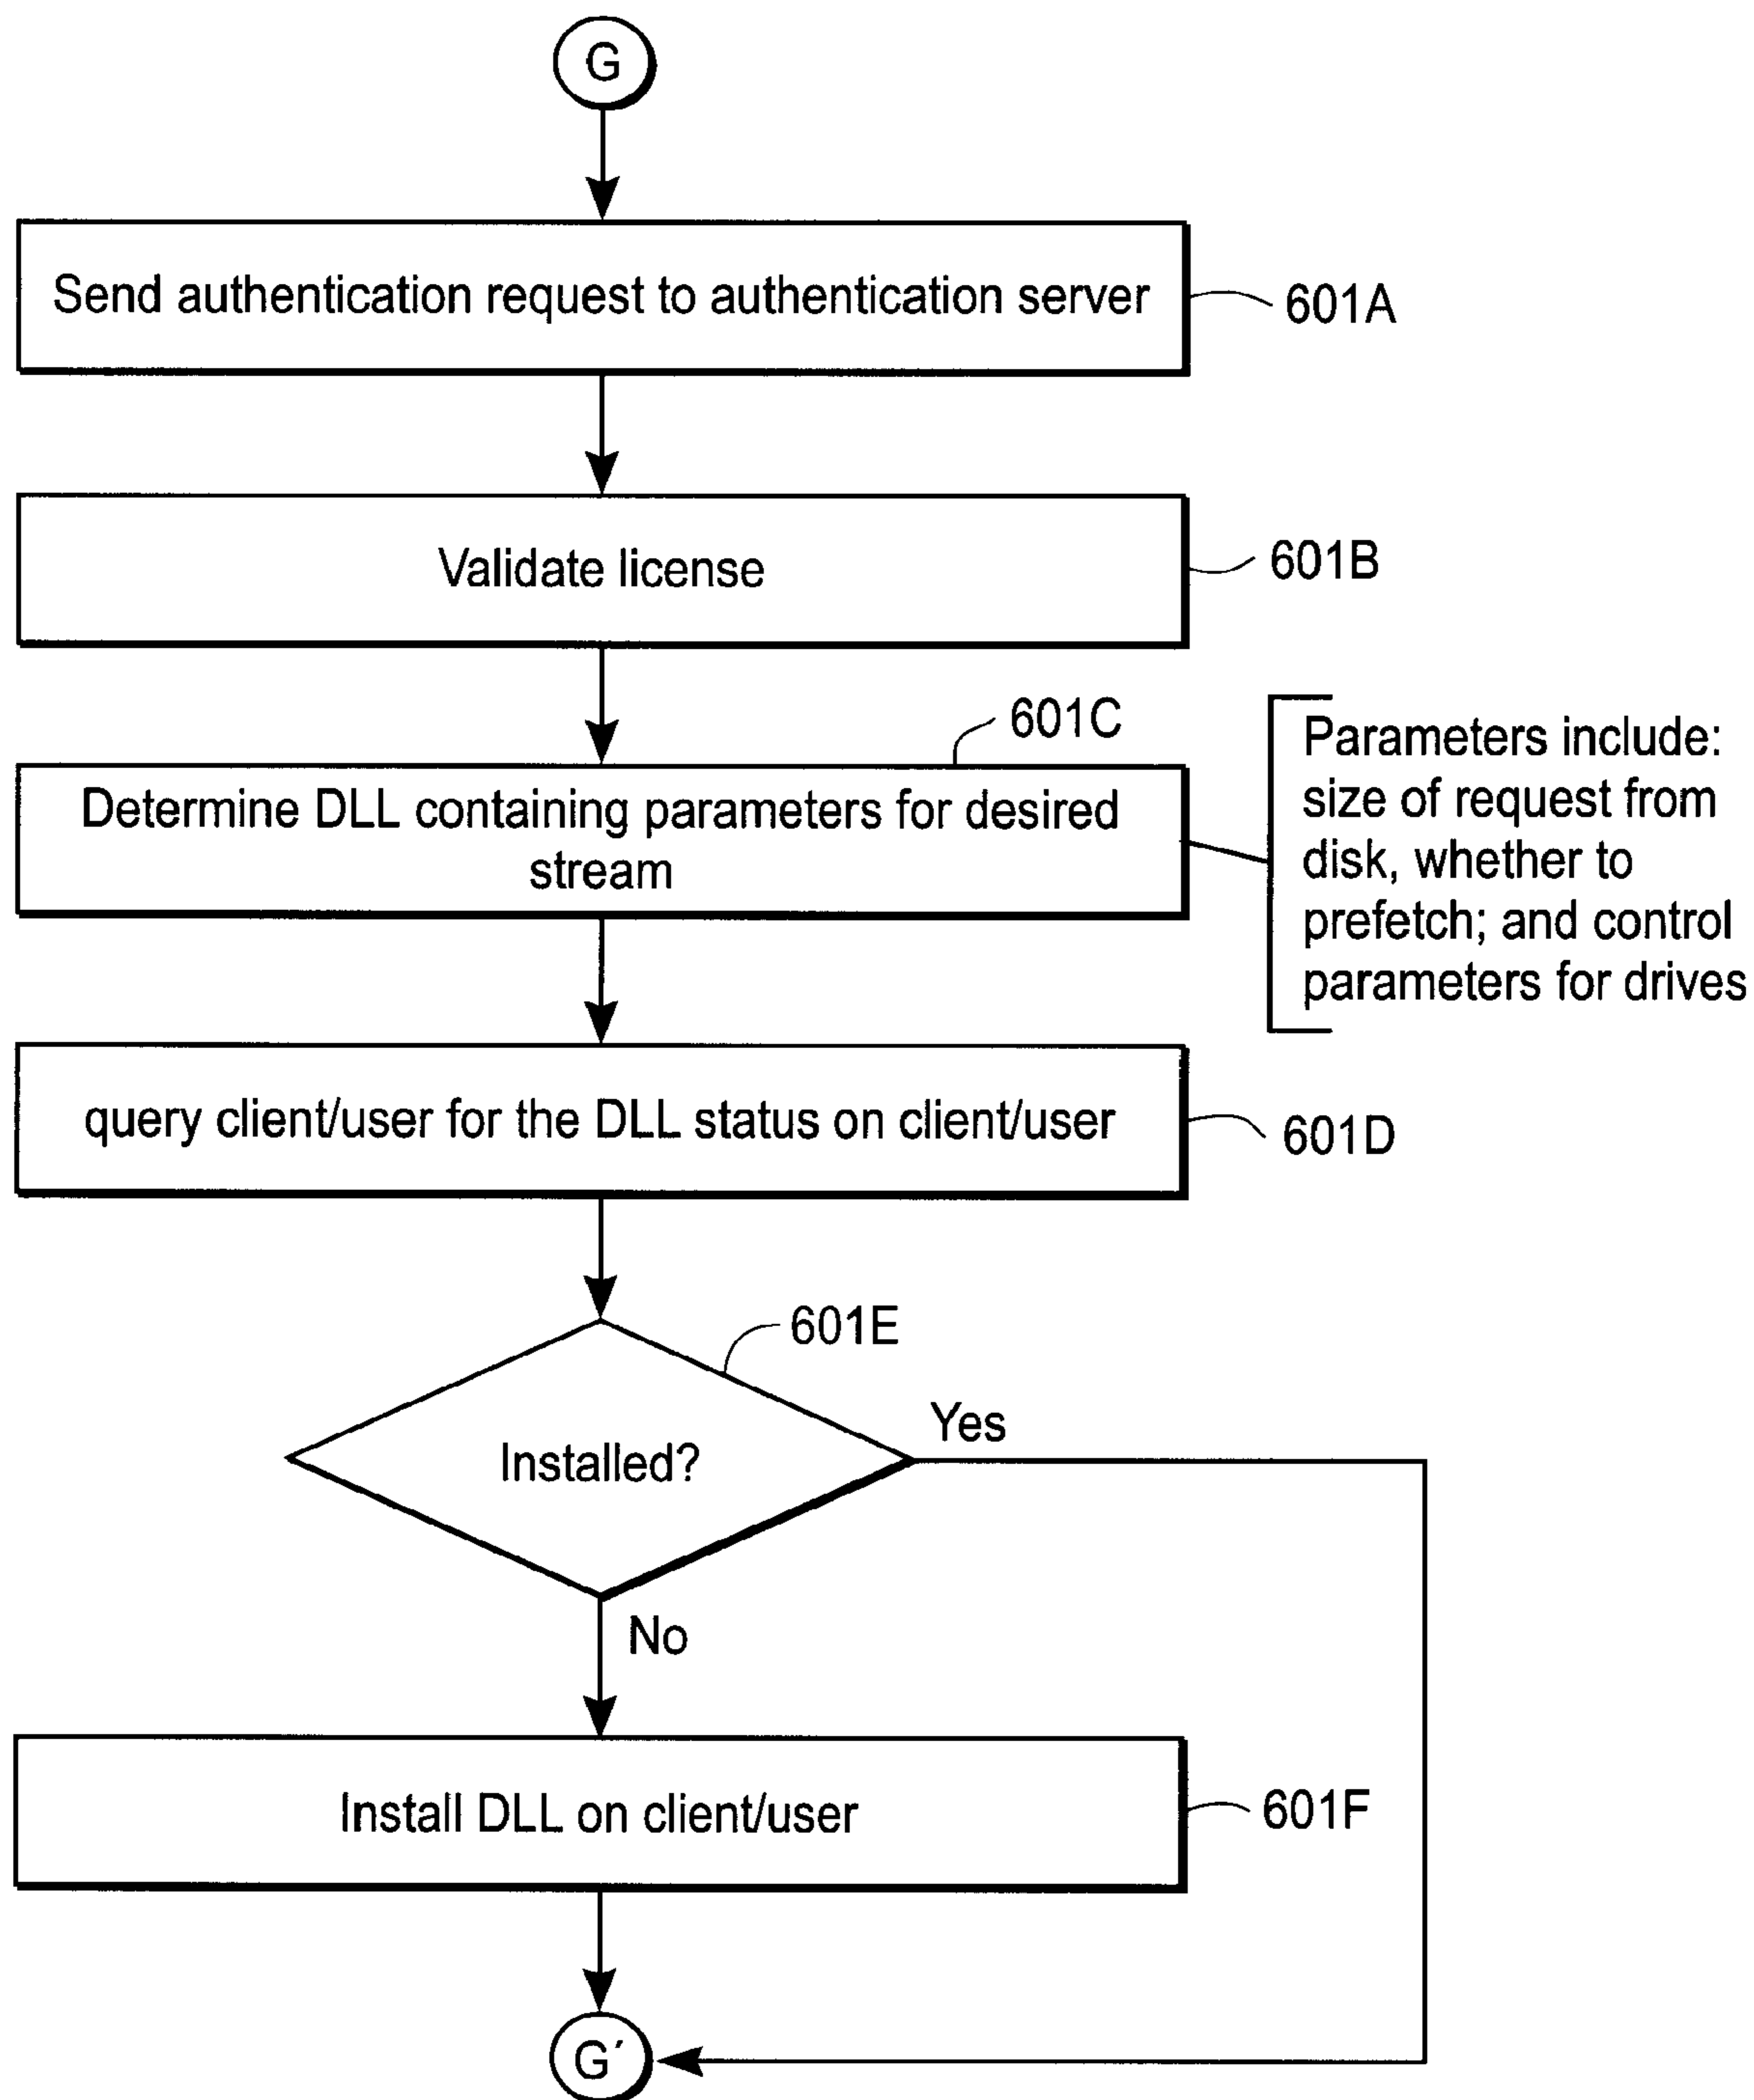 G
Send authentication request to authentication server
601A
Validate license
601B
601C
Determine DLL containing parameters for desired
stream
Parameters include:
size of request from
disk, whether to
prefetch; and control
parameters for drives
query client/user for the DLL status on client/user
601D
601E
Installed?
Yes
No
Install DLL on client/user
601F
G´